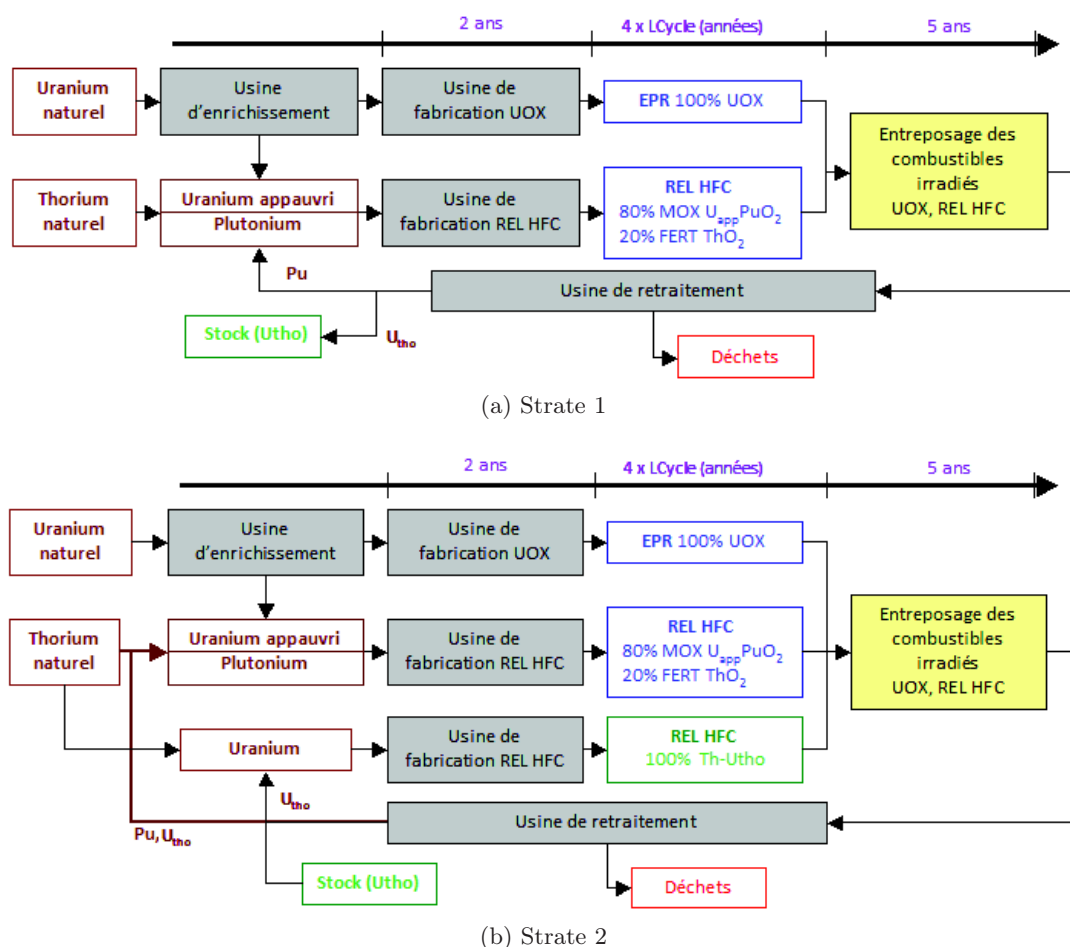 2 ans
4 x LCycle (années)
5 ans
Uranium
naturel
Usine
d'enrichissement
Usine de
fabrication UOX
EPR 100% UOX
Entreposage des
combustibles
irradiés
UOX, REL HFC
Thorium
naturel
Uranium appauvri
Plutonium
Usine de
fabrication REL HFC
REL HFC
80% MOX UappPuO2
20% FERT ThO2
Pu
Usine de retraitement
Stock (Utho)
Utho
Déchets
(a) Strate 1
2 ans
4 x LCycle (années)
5 ans
Uranium
naturel
Usine
d'enrichissement
Usine de
fabrication UOX
EPR 100% UOX
Entreposage des
combustibles
irradiés
UOX, REL HFC
Thorium
naturel
Uranium appauvri
Plutonium
Usine de
fabrication REL HFC
REL HFC
80% MOX UappPuO2
20% FERT ThO2
Uranium
Usine de
fabrication REL HFC
REL HFC
100% Th-Utho
Utho
Pu, Utho
Usine de retraitement
Stock (Utho)
Déchets
(b) Strate 2